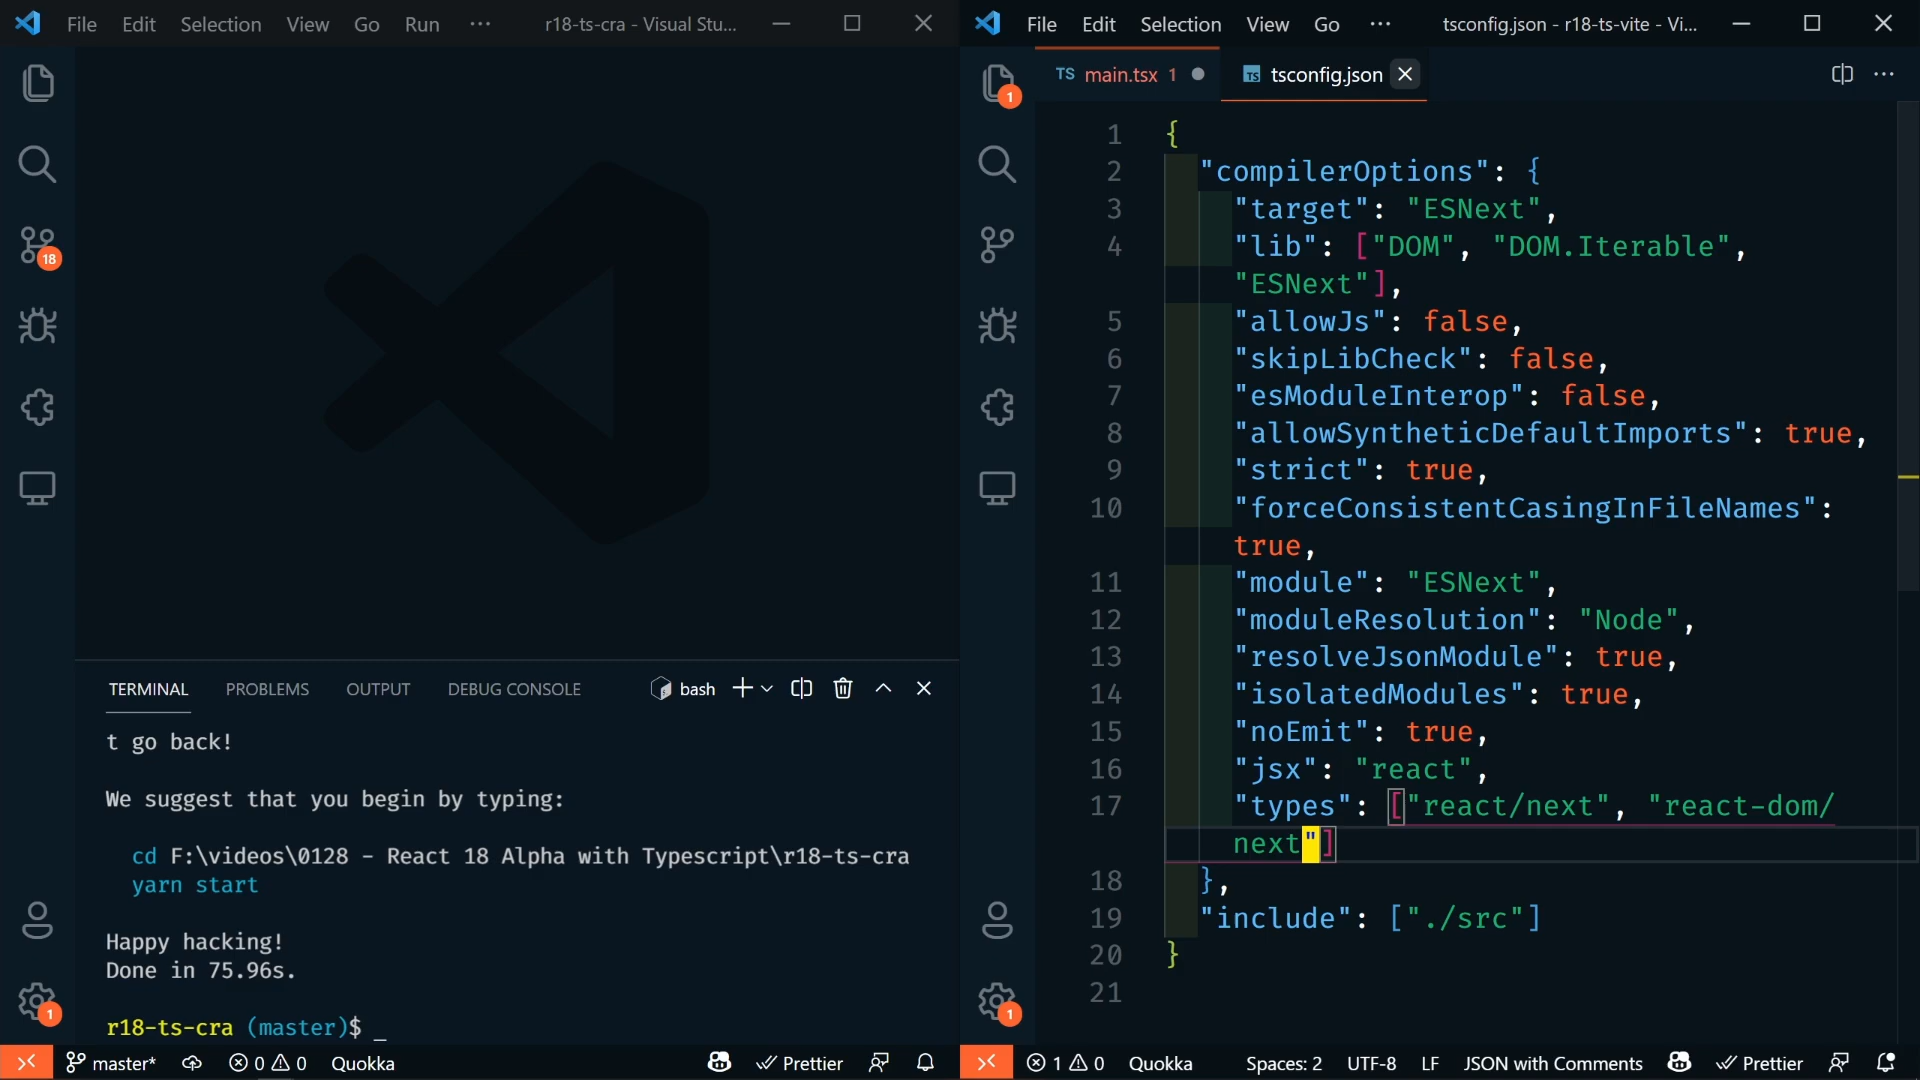 File Edit Selection View Go Run ··· r18-ts-cra - Visual Stu...
18
TERMINAL PROBLEMS OUTPUT DEBUG CONSOLE bash
t go back!
We suggest that you begin by typing:
cd F:\videos\0128 - React 18 Alpha with Typescript\r18-ts-cra
yarn start
Happy hacking!
Done in 75.96s.
r18-ts-cra (master)$ _
1
master* 0 0 Quokka Prettier
File Edit Selection View Go ··· tsconfig.json - r18-ts-vite - Vi...
TS main.tsx 1 TS tsconfig.json
1
1 {
2 "compilerOptions": {
3 "target": "ESNext",
4 "lib": ["DOM", "DOM.Iterable",
"ESNext"],
5 "allowJs": false,
6 "skipLibCheck": false,
7 "esModuleInterop": false,
8 "allowSyntheticDefaultImports": true,
9 "strict": true,
10 "forceConsistentCasingInFileNames":
true,
11 "module": "ESNext",
12 "moduleResolution": "Node",
13 "resolveJsonModule": true,
14 "isolatedModules": true,
15 "noEmit": true,
16 "jsx": "react",
17 "types": ["react/next", "react-dom/
next"]
18 },
19 "include": ["./src"]
20 }
21
1
1 0 Quokka Spaces: 2 UTF-8 LF JSON with Comments Prettier